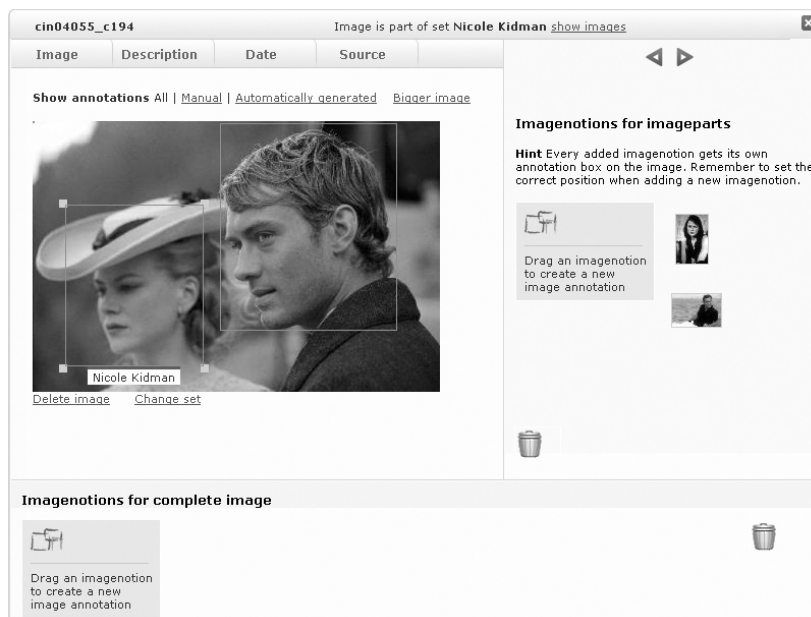 cin04055_c194
Image is part of set Nicole Kidman show images
Image Description Date Source
Show annotations All | Manual | Automatically generated Bigger image
Nicole Kidman
Delete image Change set
Imagenotions for imageparts
Hint Every added imagenotion gets its own
annotation box on the image. Remember to set the
correct position when adding a new imagenotion.
Drag an imagenotion
to create a new
image annotation
Imagenotions for complete image
Drag an imagenotion
to create a new
image annotation